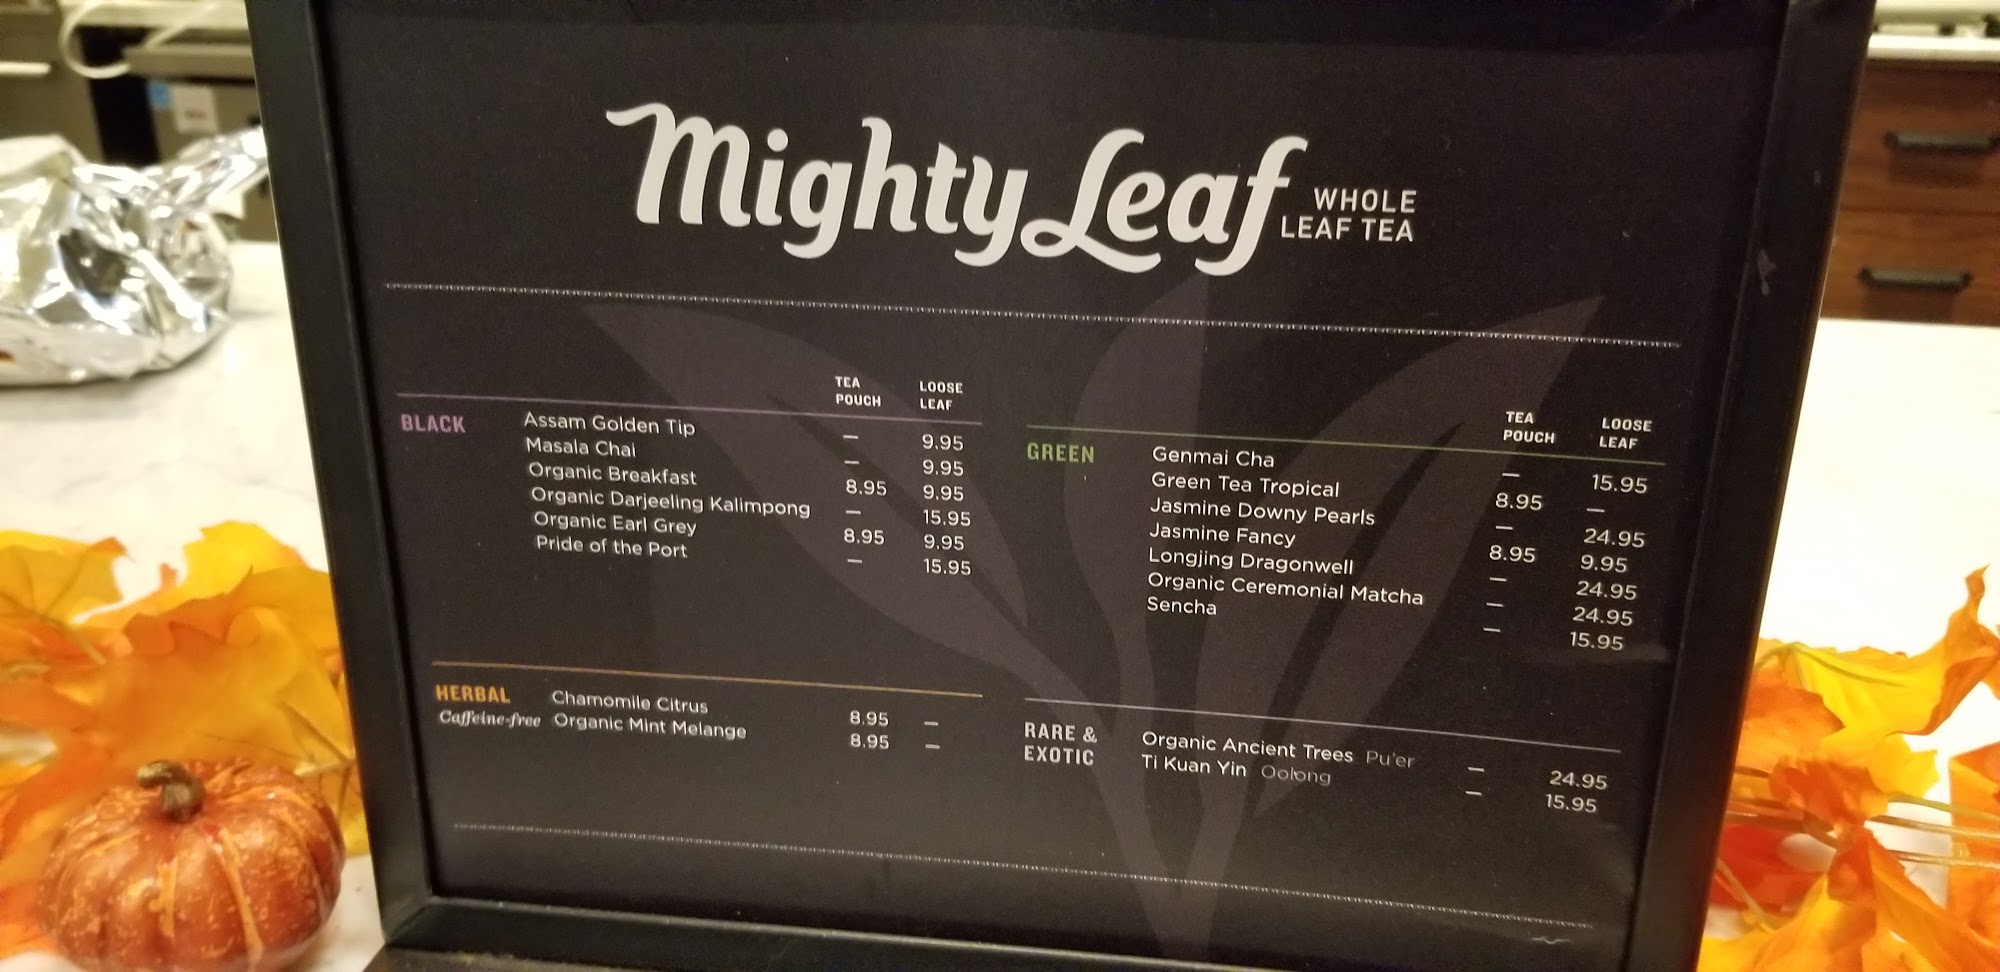 Mighty Leaf WHOLE
LEAF TEA
TEA POUCH LOOSE LEAF
BLACK Assam Golden Tip — 9.95
Masala Chai — 9.95
Organic Breakfast 8.95 9.95
Organic Darjeeling Kalimpong — 15.95
Organic Earl Grey 8.95 9.95
Pride of the Port — 15.95
TEA POUCH LOOSE LEAF
GREEN Genmai Cha — 15.95
Green Tea Tropical 8.95 —
Jasmine Downy Pearls — 24.95
Jasmine Fancy 8.95 9.95
Longjing Dragonwell — 24.95
Organic Ceremonial Matcha — 24.95
Sencha — 15.95
HERBAL Chamomile Citrus 8.95 —
Caffeine-free Organic Mint Melange 8.95 —
RARE & Organic Ancient Trees Pu'er — 24.95
EXOTIC Ti Kuan Yin Oolong — 15.95